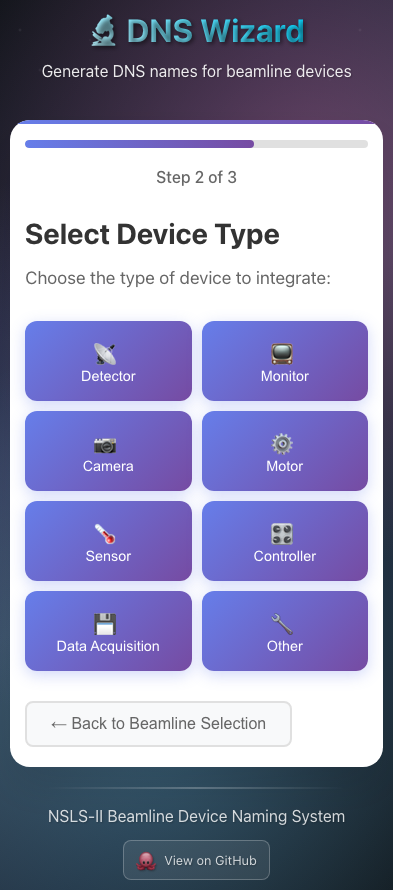 DNS Wizard
Generate DNS names for beamline devices
Step 2 of 3
Select Device Type
Choose the type of device to integrate:
Detector
Monitor
Camera
Motor
Sensor
Controller
Data Acquisition
Other
← Back to Beamline Selection
NSLS-II Beamline Device Naming System
View on GitHub